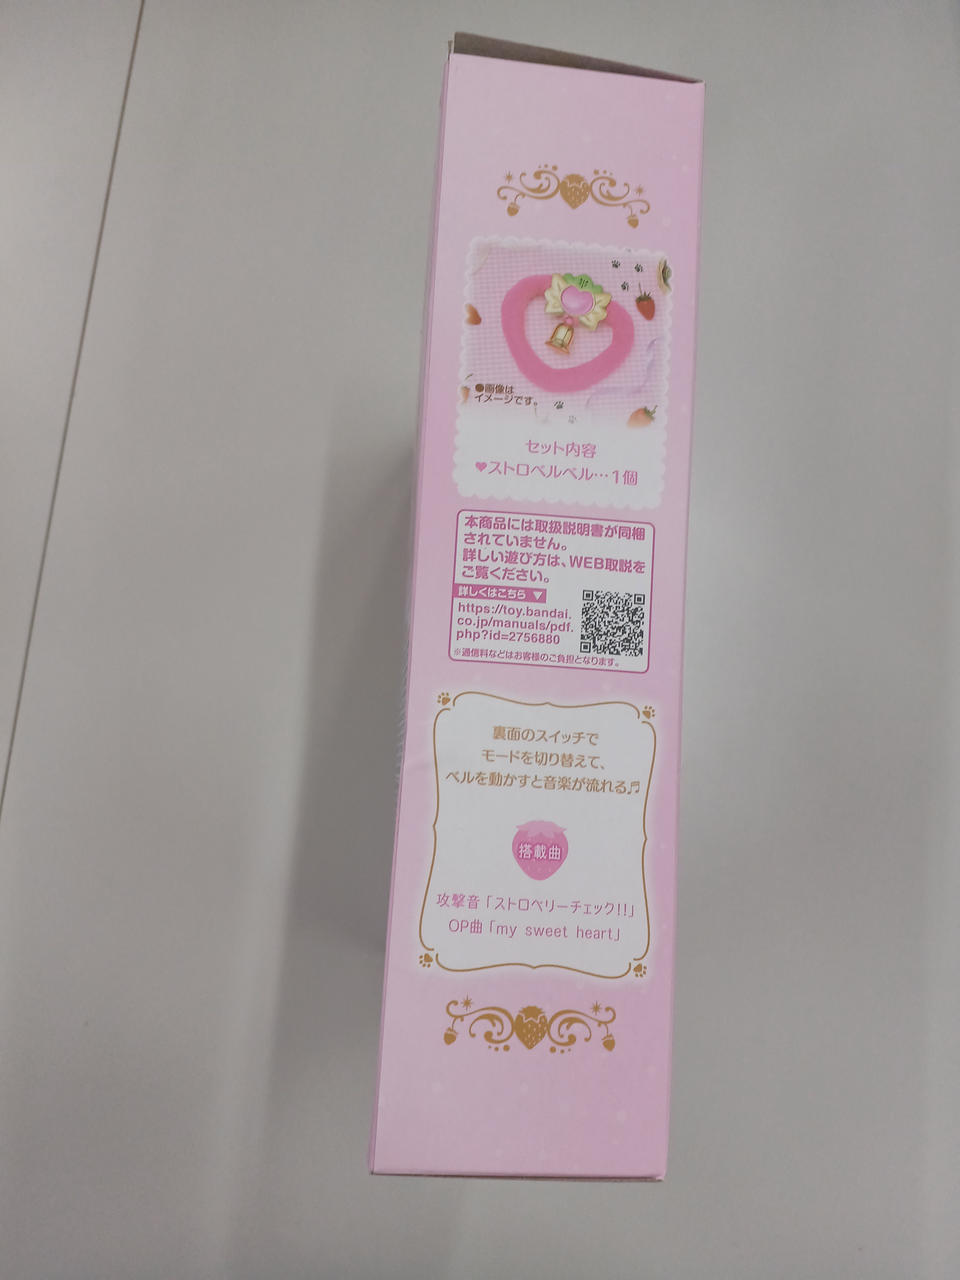 ●画像は
イメージです。
セット内容
♥ストロベルベル…1個
本商品には取扱説明書が同梱
されていません。
詳しい遊び方は、WEB取説を
ご覧ください。
詳しくはこちら ▼
https://toy.bandai.
co.jp/manuals/pdf.
php?id=2756880
※通信料などはお客様のご負担となります。
裏面のスイッチで
モードを切り替えて、
ベルを動かすと音楽が流れる♬
搭載曲
攻撃音「ストロベリーチェック!!」
OP曲「my sweet heart」